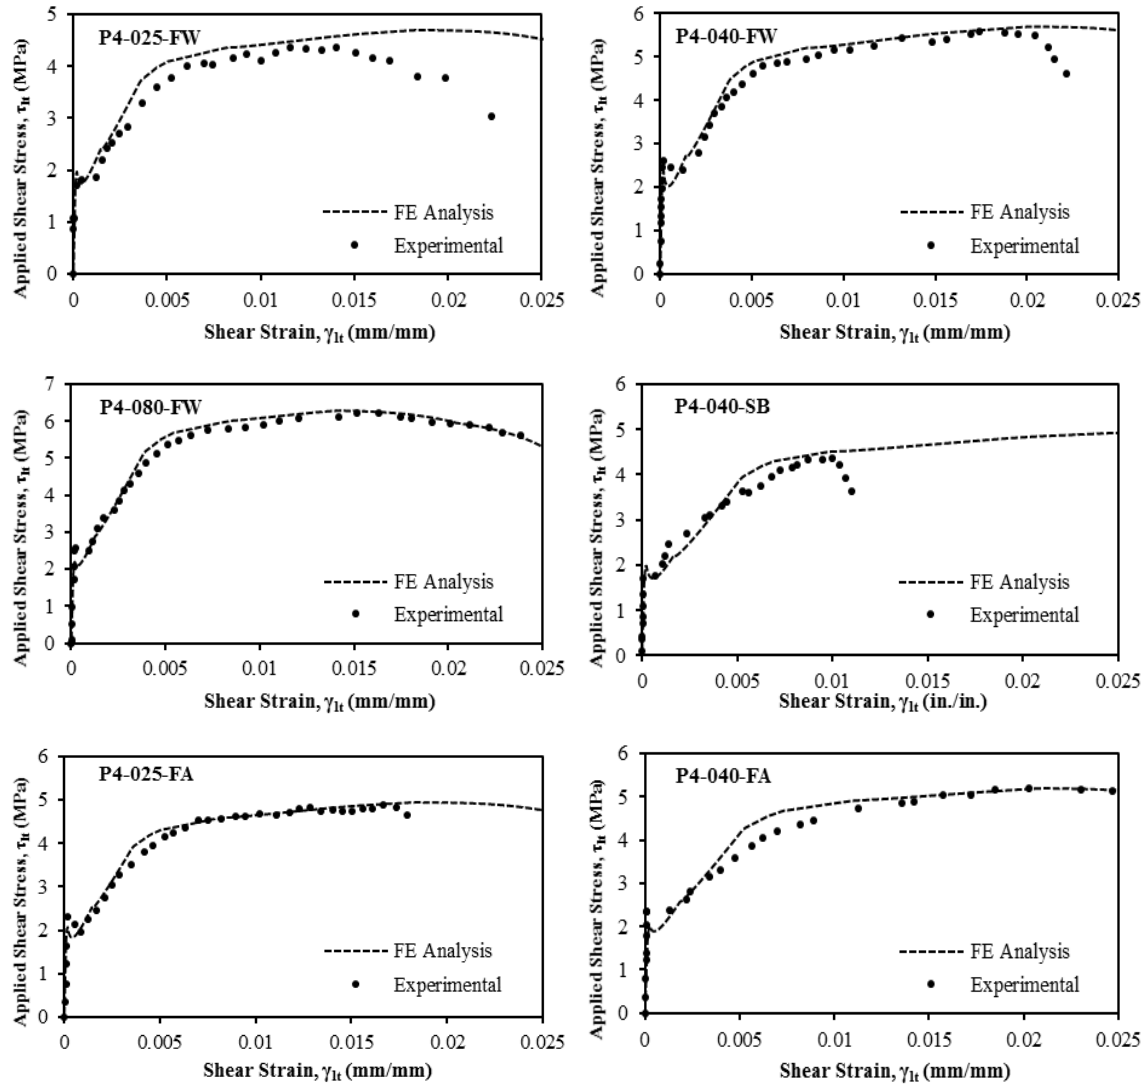 P4-025-FW
Applied Shear Stress, τlt (MPa)
5
4
3
2
1
0
FE Analysis
Experimental
0 0.005 0.01 0.015 0.02 0.025
Shear Strain, γlt (mm/mm)
P4-040-FW
Applied Shear Stress, τlt (MPa)
6
5
4
3
2
1
0
FE Analysis
Experimental
0 0.005 0.01 0.015 0.02 0.025
Shear Strain, γlt (mm/mm)
P4-080-FW
Applied Shear Stress, τlt (MPa)
7
6
5
4
3
2
1
0
FE Analysis
Experimental
0 0.005 0.01 0.015 0.02 0.025
Shear Strain, γlt (mm/mm)
P4-040-SB
Applied Shear Stress, τlt (MPa)
6
5
4
3
2
1
0
FE Analysis
Experimental
0 0.005 0.01 0.015 0.02 0.025
Shear Strain, γlt (in./in.)
P4-025-FA
Applied Shear Stress, τlt (MPa)
6
5
4
3
2
1
0
FE Analysis
Experimental
0 0.005 0.01 0.015 0.02 0.025
Shear Strain, γlt (mm/mm)
P4-040-FA
Applied Shear Stress, τlt (MPa)
6
5
4
3
2
1
0
FE Analysis
Experimental
0 0.005 0.01 0.015 0.02 0.025
Shear Strain, γlt (mm/mm)